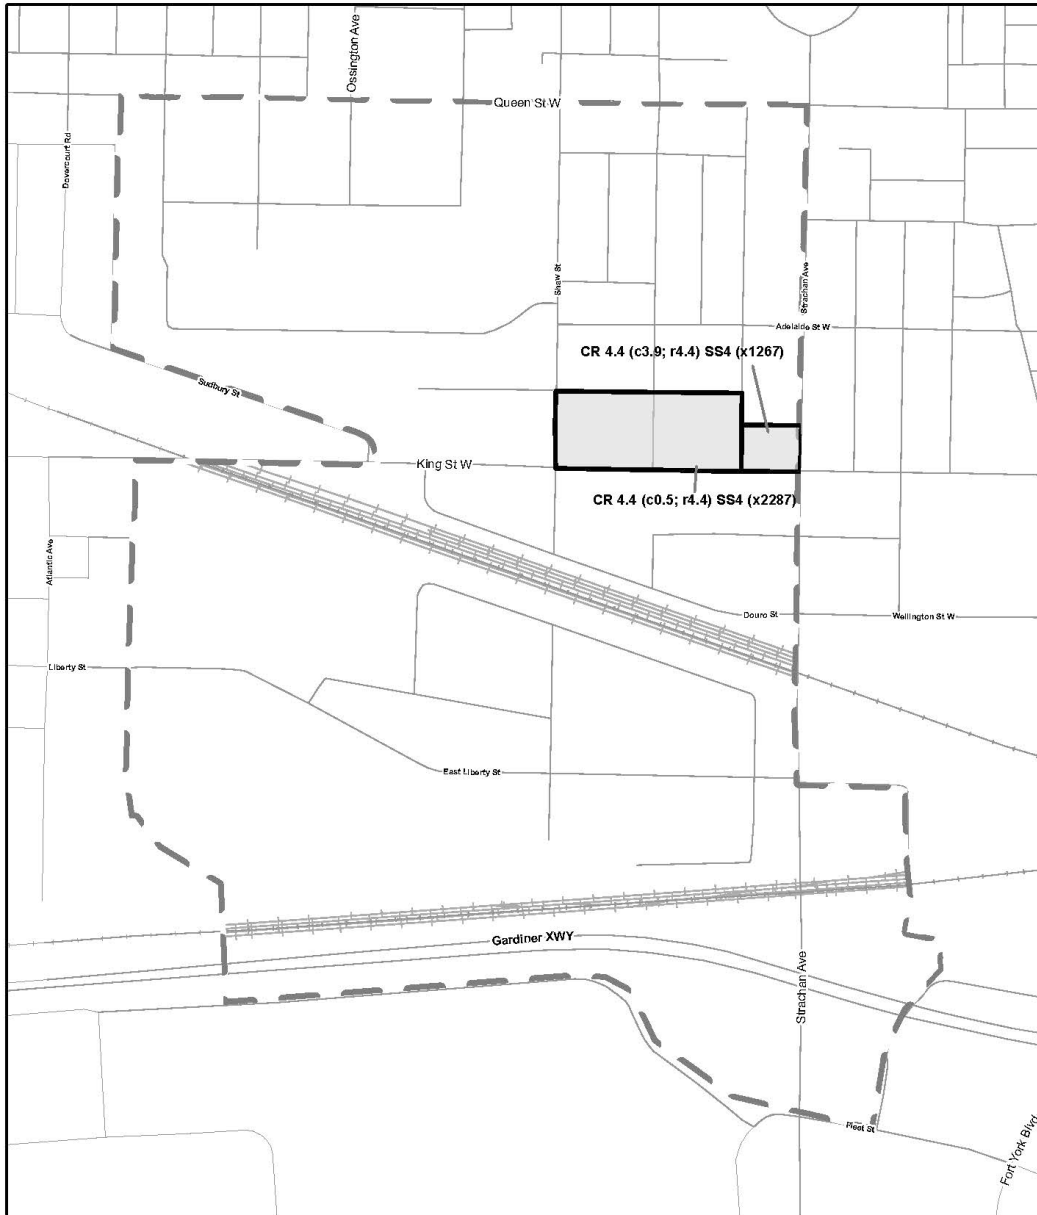 Ossington Ave
Queen St W
Dovercourt Rd
Shaw St
Strachan Ave
Adelaide St W
CR 4.4 (c3.9; r4.4) SS4 (x1267)
Sudbury St
King St W
CR 4.4 (c0.5; r4.4) SS4 (x2287)
Atlantic Ave
Douro St
Wellington St W
Liberty St
East Liberty St
Gardiner XWY
Strachan Ave
Fleet St
Fort York Blvd